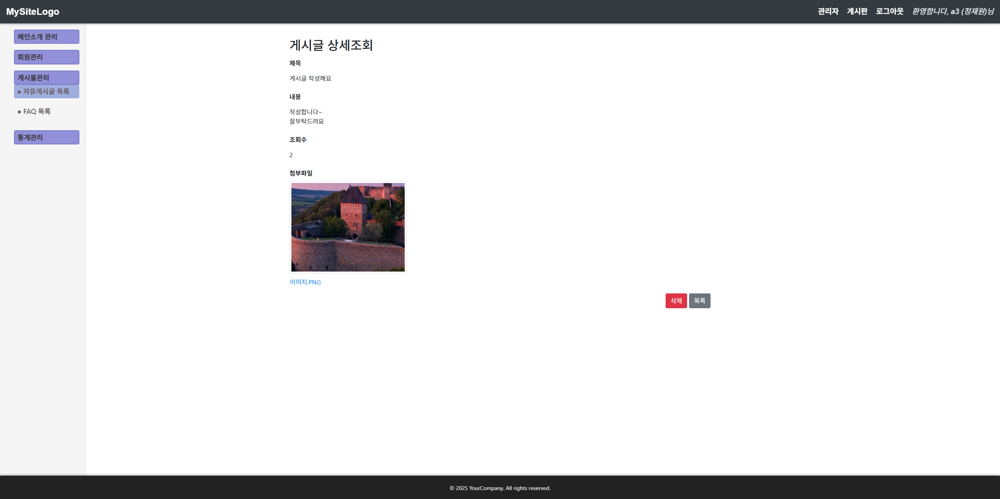 MySiteLogo
관리자 게시판 로그아웃 환영합니다, a3 (정재원)님
메인소개 관리
회원관리
게시물관리
● 자유게시글 목록
● FAQ 목록
통계관리
게시글 상세조회
제목
게시글 작성해요
내용
작성합니다~
잘부탁드려요
조회수
2
첨부파일
이미지.PNG
삭제 목록
© 2025 YourCompany. All rights reserved.